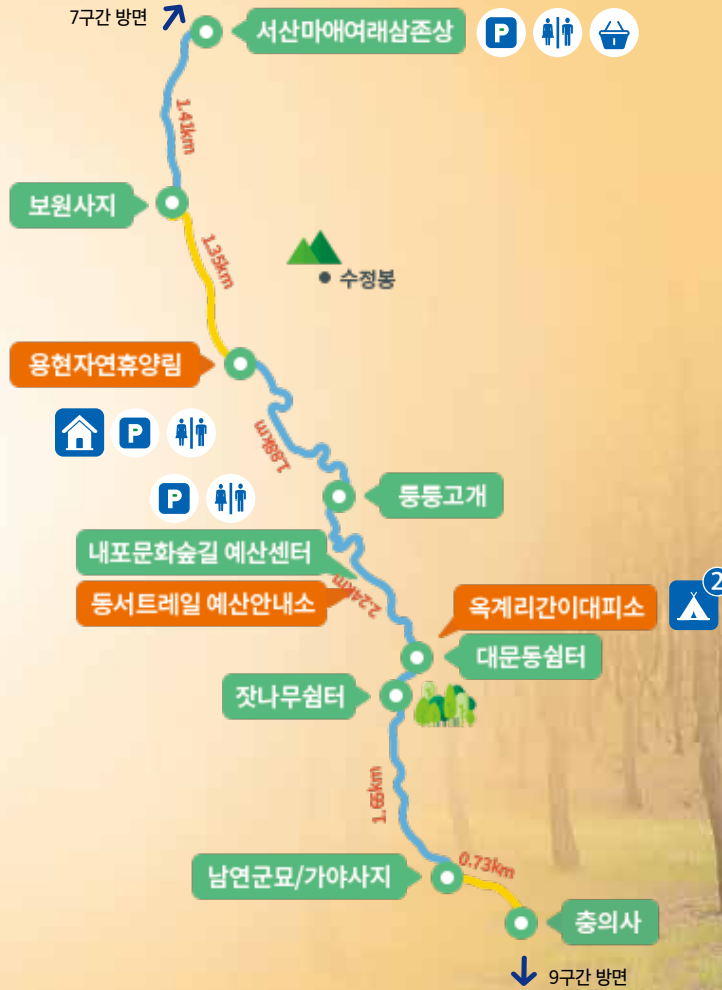 7구간 방면
서산마애여래삼존상
P
1.41km
보원사지
1.35km
수정봉
용현자연휴양림
P
1.88km
P
퉁퉁고개
내포문화숲길 예산센터
동서트레일 예산안내소
2.24km
옥계리간이대피소
2
대문동쉼터
잣나무쉼터
1.66km
남연군묘/가야사지
0.73km
충의사
9구간 방면